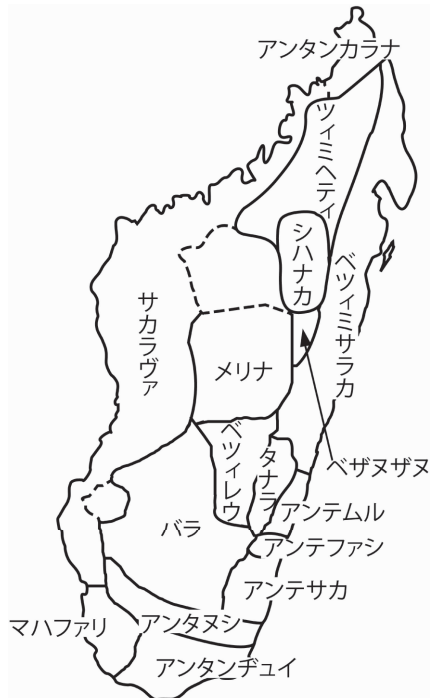 アンタンカラナ
ツィミヘティ
シハナカ
ベツィミサラカ
サカラヴァ
メリナ
ベザヌザヌ
ベツィレウ
タナラ
アンテムル
バラ
アンテファシ
アンテサカ
マハファリ
アンタヌシ
アンタンヂュイ